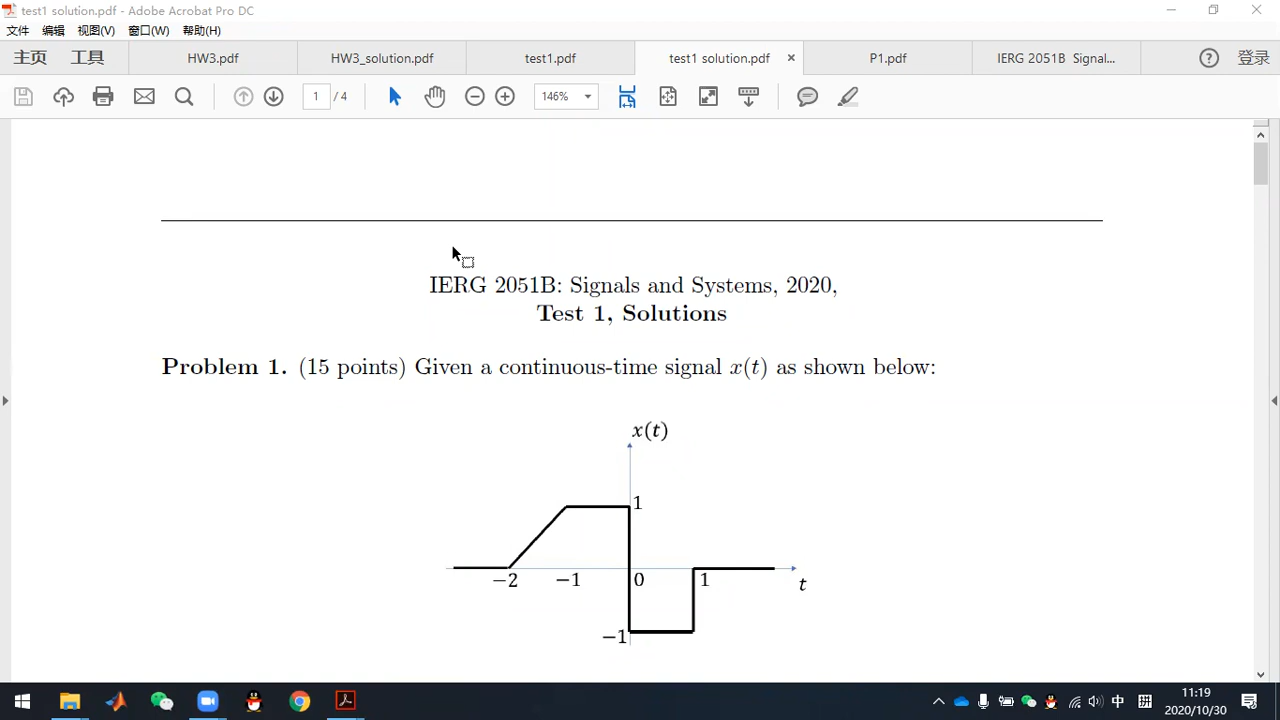 test1 solution.pdf - Adobe Acrobat Pro DC
文件 编辑 视图(V) 窗口(W) 帮助(H)
主页 工具 HW3.pdf HW3_solution.pdf test1.pdf test1 solution.pdf × P1.pdf IERG 2051B Signal... 登录
1 / 4 146%
IERG 2051B: Signals and Systems, 2020,
Test 1, Solutions
Problem 1. (15 points) Given a continuous-time signal x(t) as shown below:
x(t)
1
−2 −1 0 1 t
−1
中 拼 11:19
2020/10/30